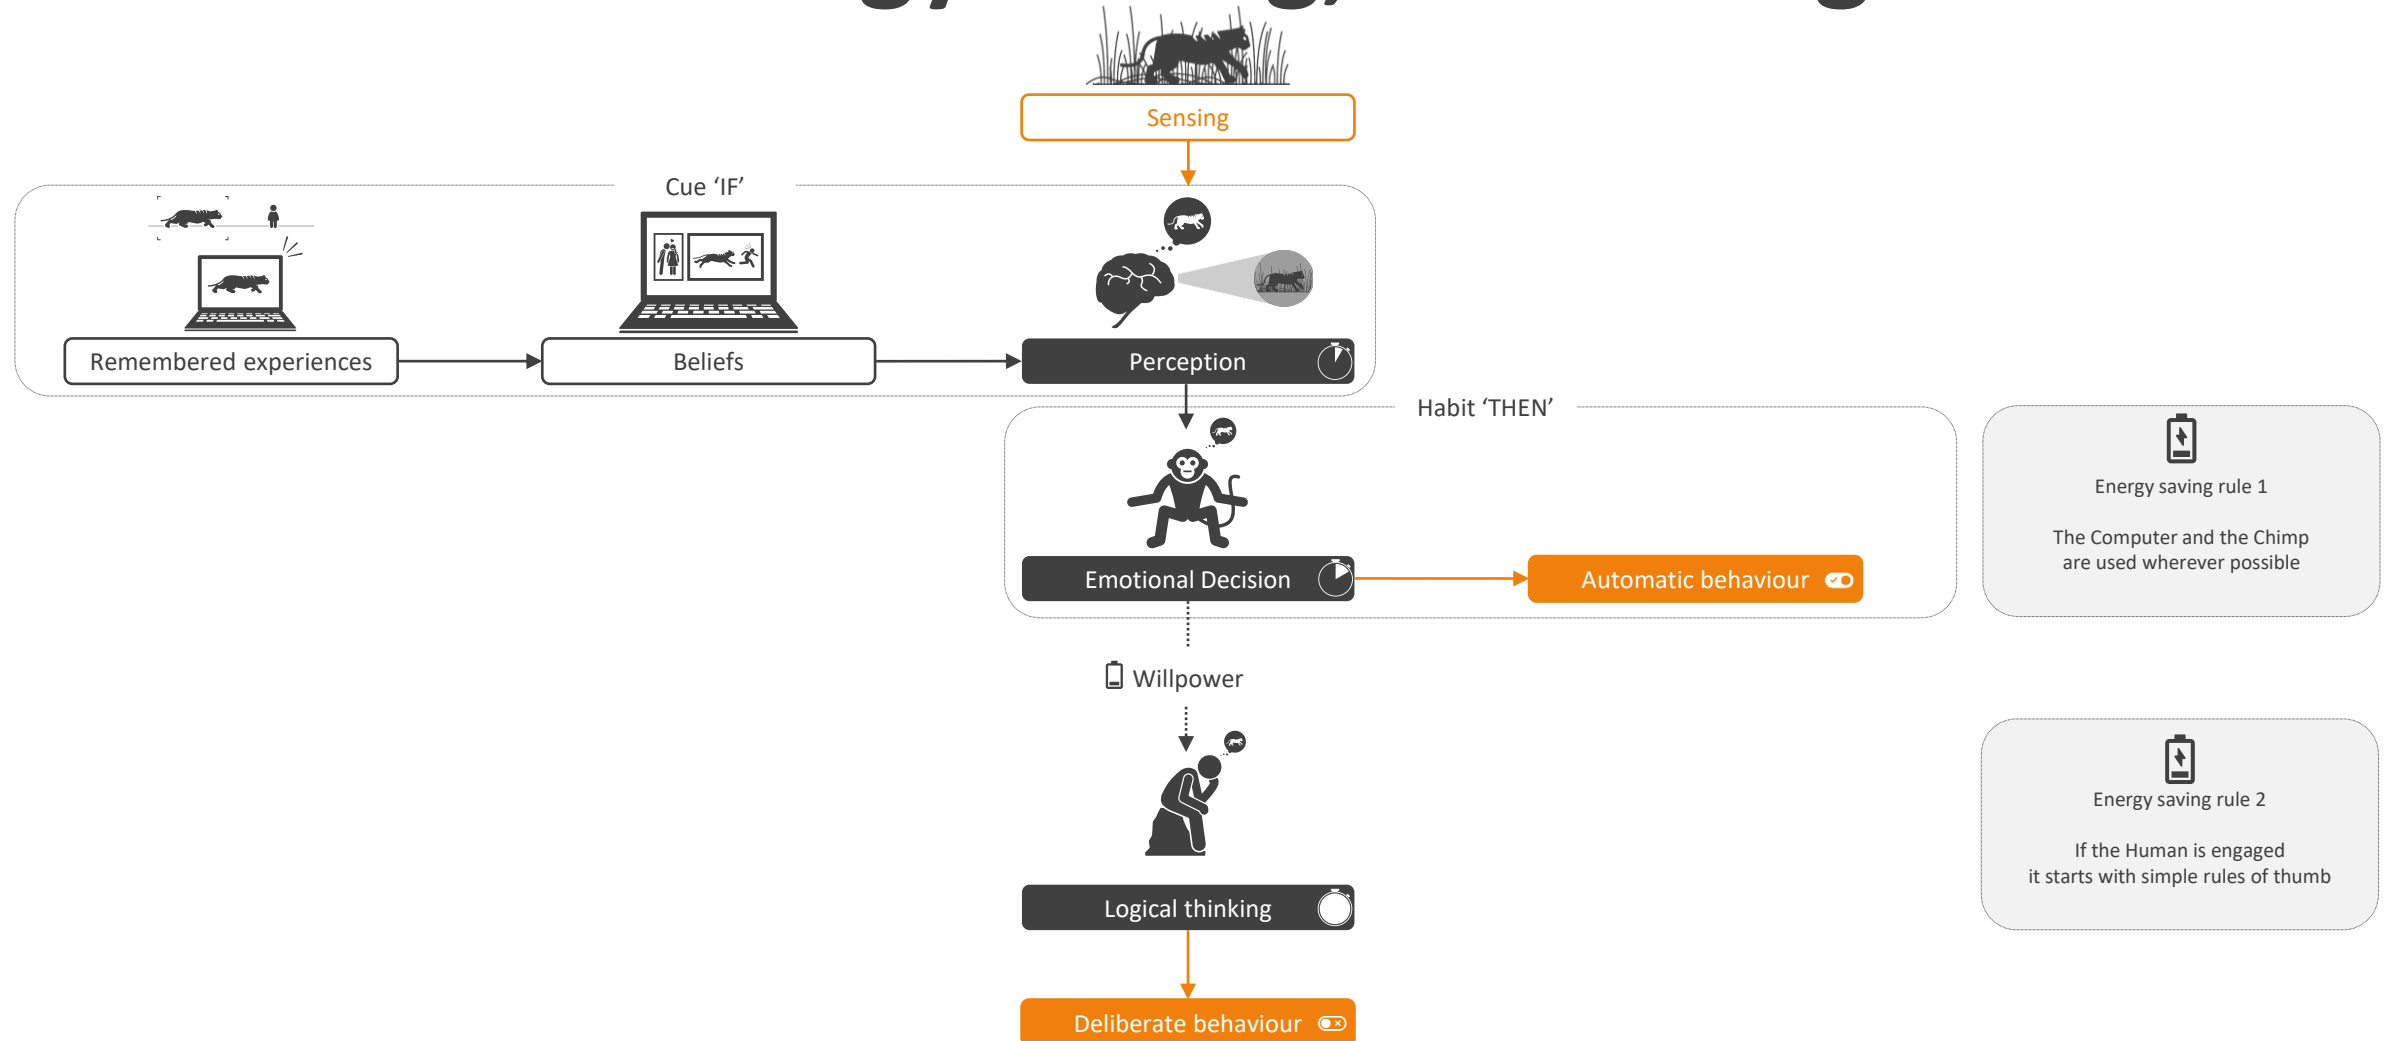 Sensing
Cue ‘IF’
Remembered experiences
Beliefs
Perception
Habit ‘THEN’
Emotional Decision
Automatic behaviour
Energy saving rule 1
The Computer and the Chimp
are used wherever possible
Willpower
Energy saving rule 2
If the Human is engaged
it starts with simple rules of thumb
Logical thinking
Deliberate behaviour